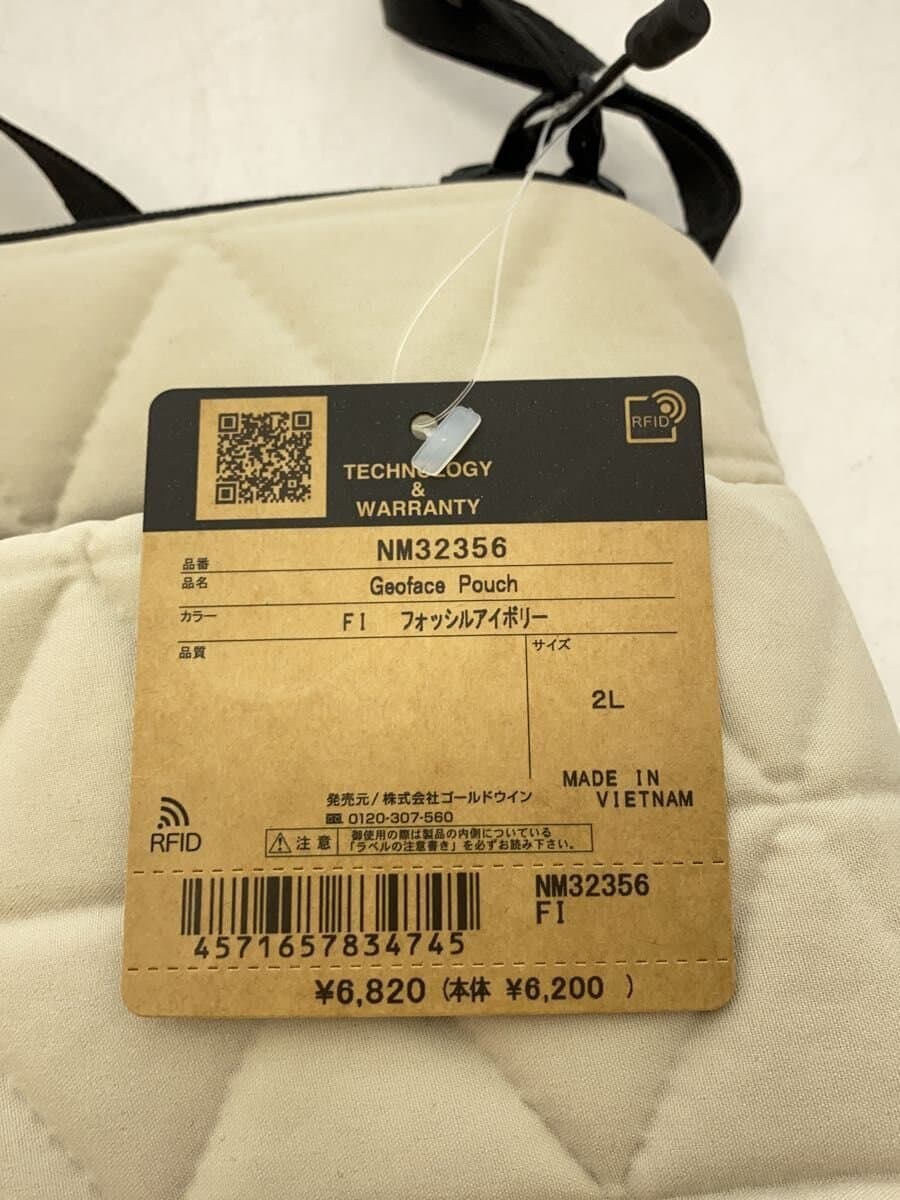 TECHNOLOGY
&
WARRANTY
RFID
品番 NM32356
品名 Geoface Pouch
カラー FI フォッシルアイボリー
品質
サイズ
2L
MADE IN
VIETNAM
RFID
発売元/株式会社ゴールドウイン
0120-307-560
注意
御使用の際は製品の内側についている
「ラベルの注意書き」を必ずお読み下さい。
4571657834745
NM32356
FI
¥6,820 (本体 ¥6,200 )